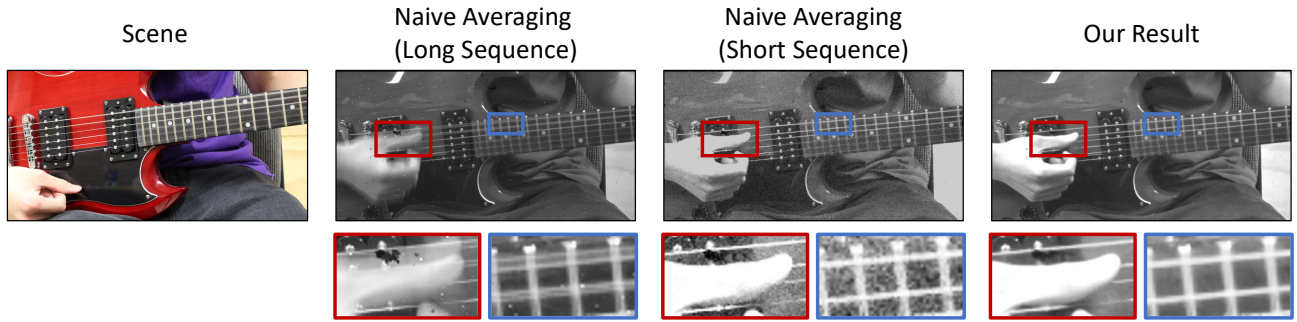 Scene
Naive Averaging
(Long Sequence)
Naive Averaging
(Short Sequence)
Our Result